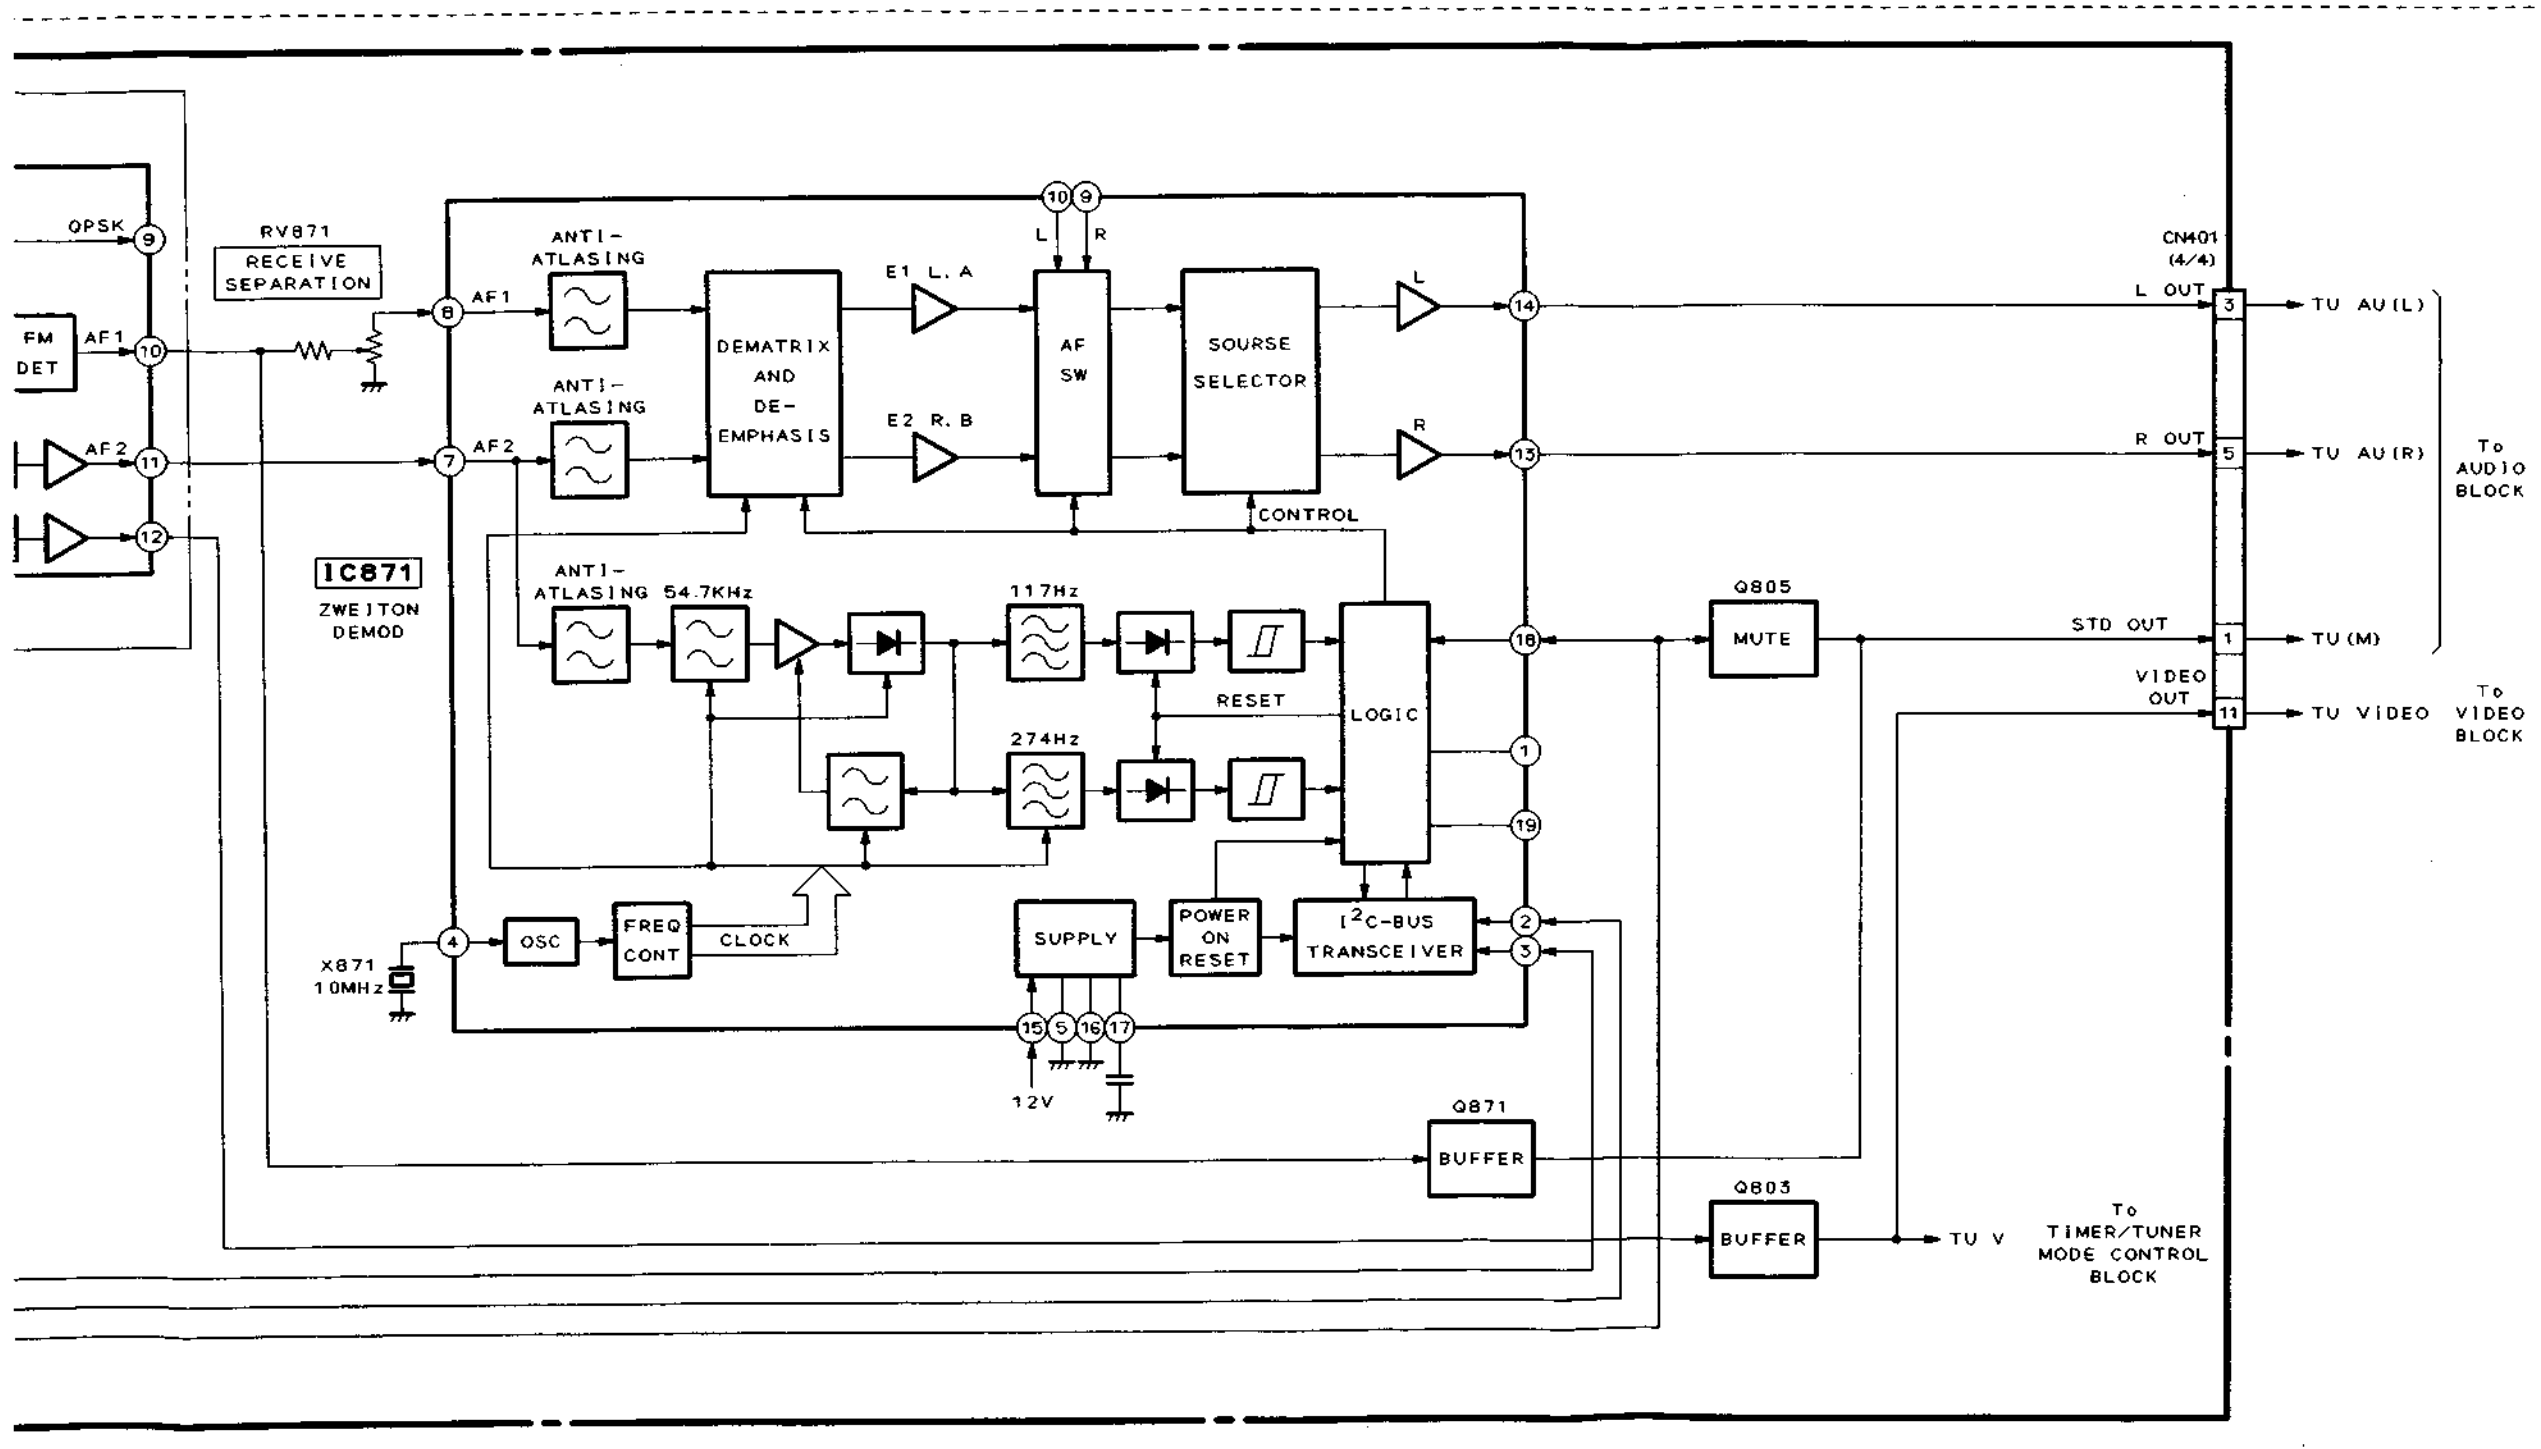 QPSK
9
RV871
RECEIVE
SEPARATION
FM
DET
AF1
10
AF2
11
12
IC871
ZWEITON
DEMOD
8
AF1
7
AF2
ANTI-
ATLASING
ANTI-
ATLASING
DEMATRIX
AND
DE-
EMPHASIS
E1 L.A
E2 R.B
10
9
L
R
AF
SW
SOURSE
SELECTOR
L
R
14
13
CONTROL
ANTI-
ATLASING
54.7KHz
117Hz
274Hz
RESET
LOGIC
18
1
19
4
X871
10MHz
OSC
FREQ
CONT
CLOCK
SUPPLY
POWER
ON
RESET
I2C-BUS
TRANSCEIVER
2
3
15
5
16
17
12V
Q805
MUTE
Q871
BUFFER
Q803
BUFFER
TU V
To
TIMER/TUNER
MODE CONTROL
BLOCK
CN401
(4/4)
L OUT
3
TU AU(L)
R OUT
5
TU AU(R)
To
AUDIO
BLOCK
STD OUT
1
TU(M)
VIDEO
OUT
11
TU VIDEO
To
VIDEO
BLOCK